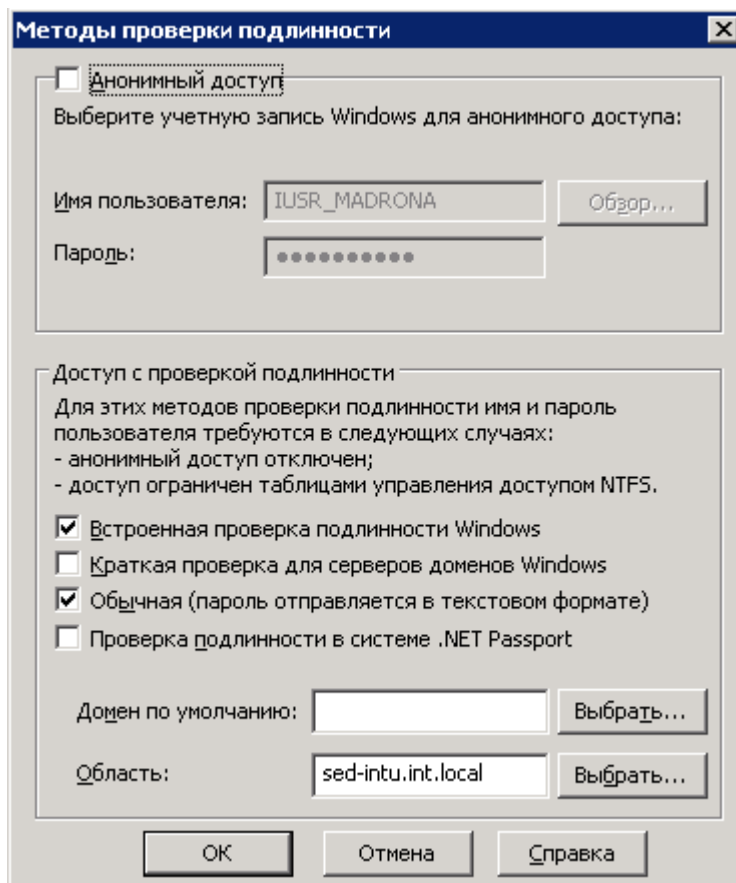 Методы проверки подлинности
Анонимный доступ
Выберите учетную запись Windows для анонимного доступа:
Имя пользователя: IUSR_MADRONA Обзор...
Пароль: ●●●●●●●●●●
Доступ с проверкой подлинности
Для этих методов проверки подлинности имя и пароль
пользователя требуются в следующих случаях:
- анонимный доступ отключен;
- доступ ограничен таблицами управления доступом NTFS.
Встроенная проверка подлинности Windows
Краткая проверка для серверов доменов Windows
Обычная (пароль отправляется в текстовом формате)
Проверка подлинности в системе .NET Passport
Домен по умолчанию: Выбрать...
Область: sed-intu.int.local Выбрать...
OK Отмена Справка